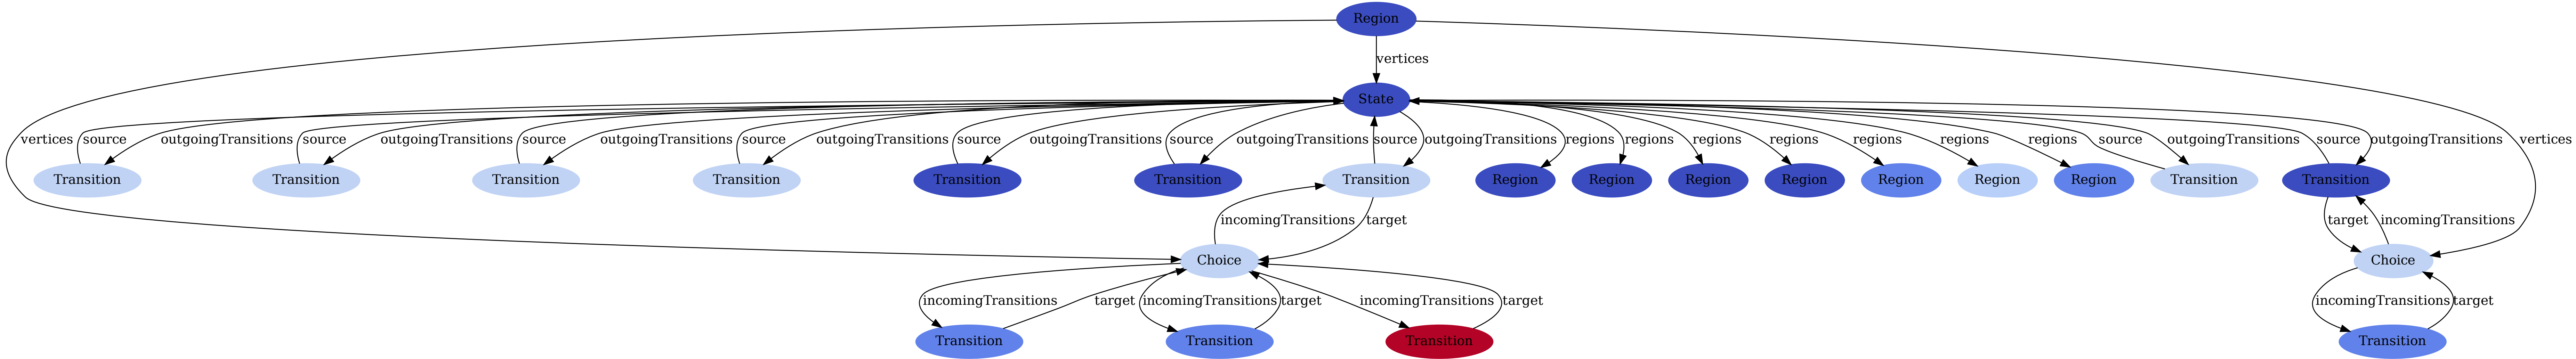 Region
vertices
State
vertices source outgoingTransitions source outgoingTransitions source outgoingTransitions source outgoingTransitions source outgoingTransitions source outgoingTransitions source outgoingTransitions regions regions regions regions regions regions regions source outgoingTransitions source outgoingTransitions vertices
Transition Transition Transition Transition Transition Transition Transition Region Region Region Region Region Region Region Transition Transition
incomingTransitions target target incomingTransitions
Choice Choice
incomingTransitions target incomingTransitions target incomingTransitions target incomingTransitions target
Transition Transition Transition Transition